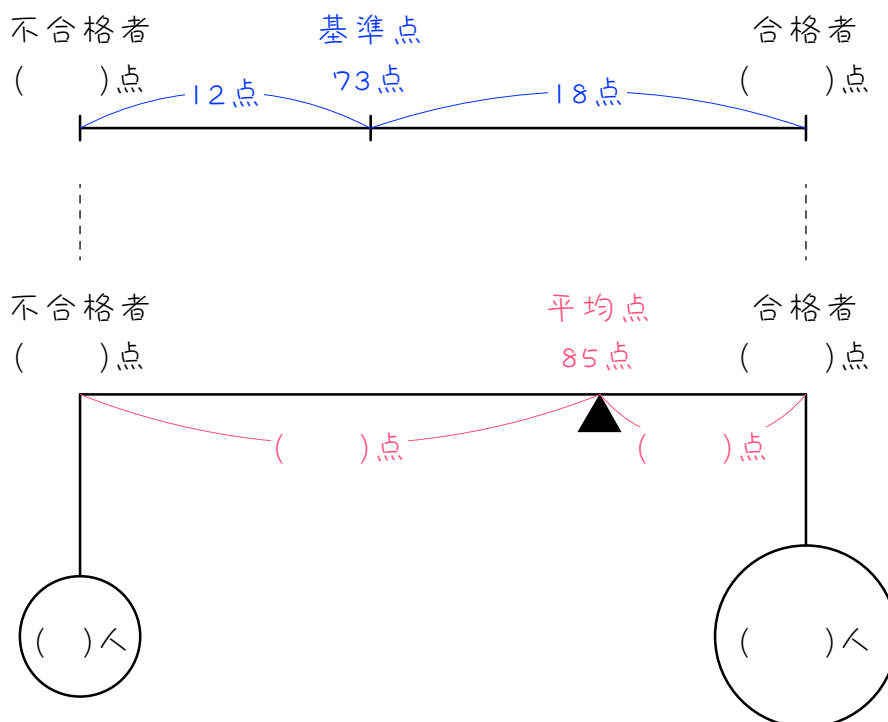 不合格者 基準点 合格者
( )点 73点 ( )点
12点 18点
不合格者 平均点 合格者
( )点 85点 ( )点
( )点 ( )点
( )人 ( )人